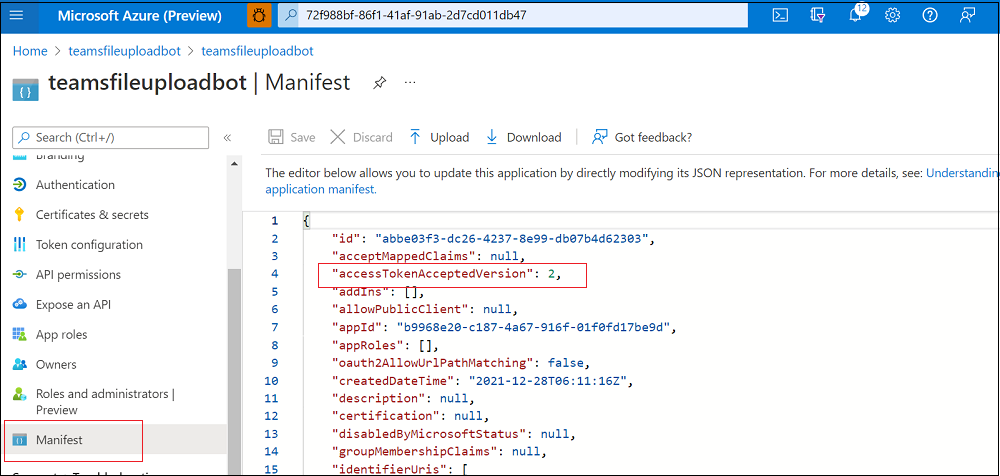 Microsoft Azure (Preview)
72f988bf-86f1-41af-91ab-2d7cd011db47
12
Home > teamsfileuploadbot > teamsfileuploadbot
teamsfileuploadbot | Manifest
Search (Ctrl+/)
Branding
Authentication
Certificates & secrets
Token configuration
API permissions
Expose an API
App roles
Owners
Roles and administrators |
Preview
Manifest
Save
Discard
Upload
Download
Got feedback?
The editor below allows you to update this application by directly modifying its JSON representation. For more details, see: Understanding
application manifest.
1 {
2 "id": "abbe03f3-dc26-4237-8e99-db07b4d62303",
3 "acceptMappedClaims": null,
4 "accessTokenAcceptedVersion": 2,
5 "addIns": [],
6 "allowPublicClient": null,
7 "appId": "b9968e20-c187-4a67-916f-01f0fd17be9d",
8 "appRoles": [],
9 "oauth2AllowUrlPathMatching": false,
10 "createdDateTime": "2021-12-28T06:11:16Z",
11 "description": null,
12 "certification": null,
13 "disabledByMicrosoftStatus": null,
14 "groupMembershipClaims": null,
15 "identifierUris": [